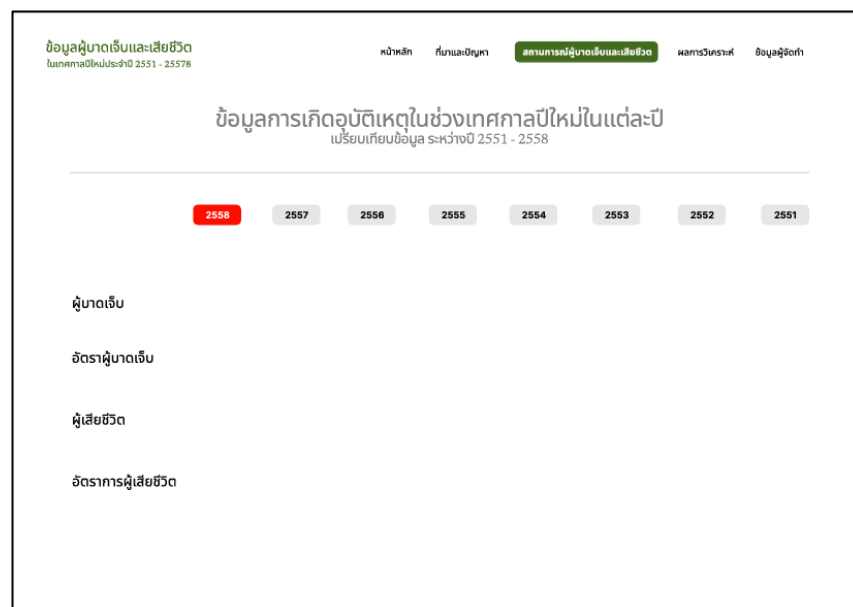 ข้อมูลผู้บาดเจ็บและเสียชีวิต
ในเทศกาลปีใหม่ประจำปี 2551 - 25578
หน้าหลัก ที่มาและปัญหา สถานการณ์ผู้บาดเจ็บและเสียชีวิต ผลการวิเคราะห์ ข้อมูลผู้จัดทำ
ข้อมูลการเกิดอุบัติเหตุในช่วงเทศกาลปีใหม่ในแต่ละปี
เปรียบเทียบข้อมูล ระหว่างปี 2551 - 2558
2558 2557 2556 2555 2554 2553 2552 2551
ผู้บาดเจ็บ
อัตราผู้บาดเจ็บ
ผู้เสียชีวิต
อัตราการผู้เสียชีวิต